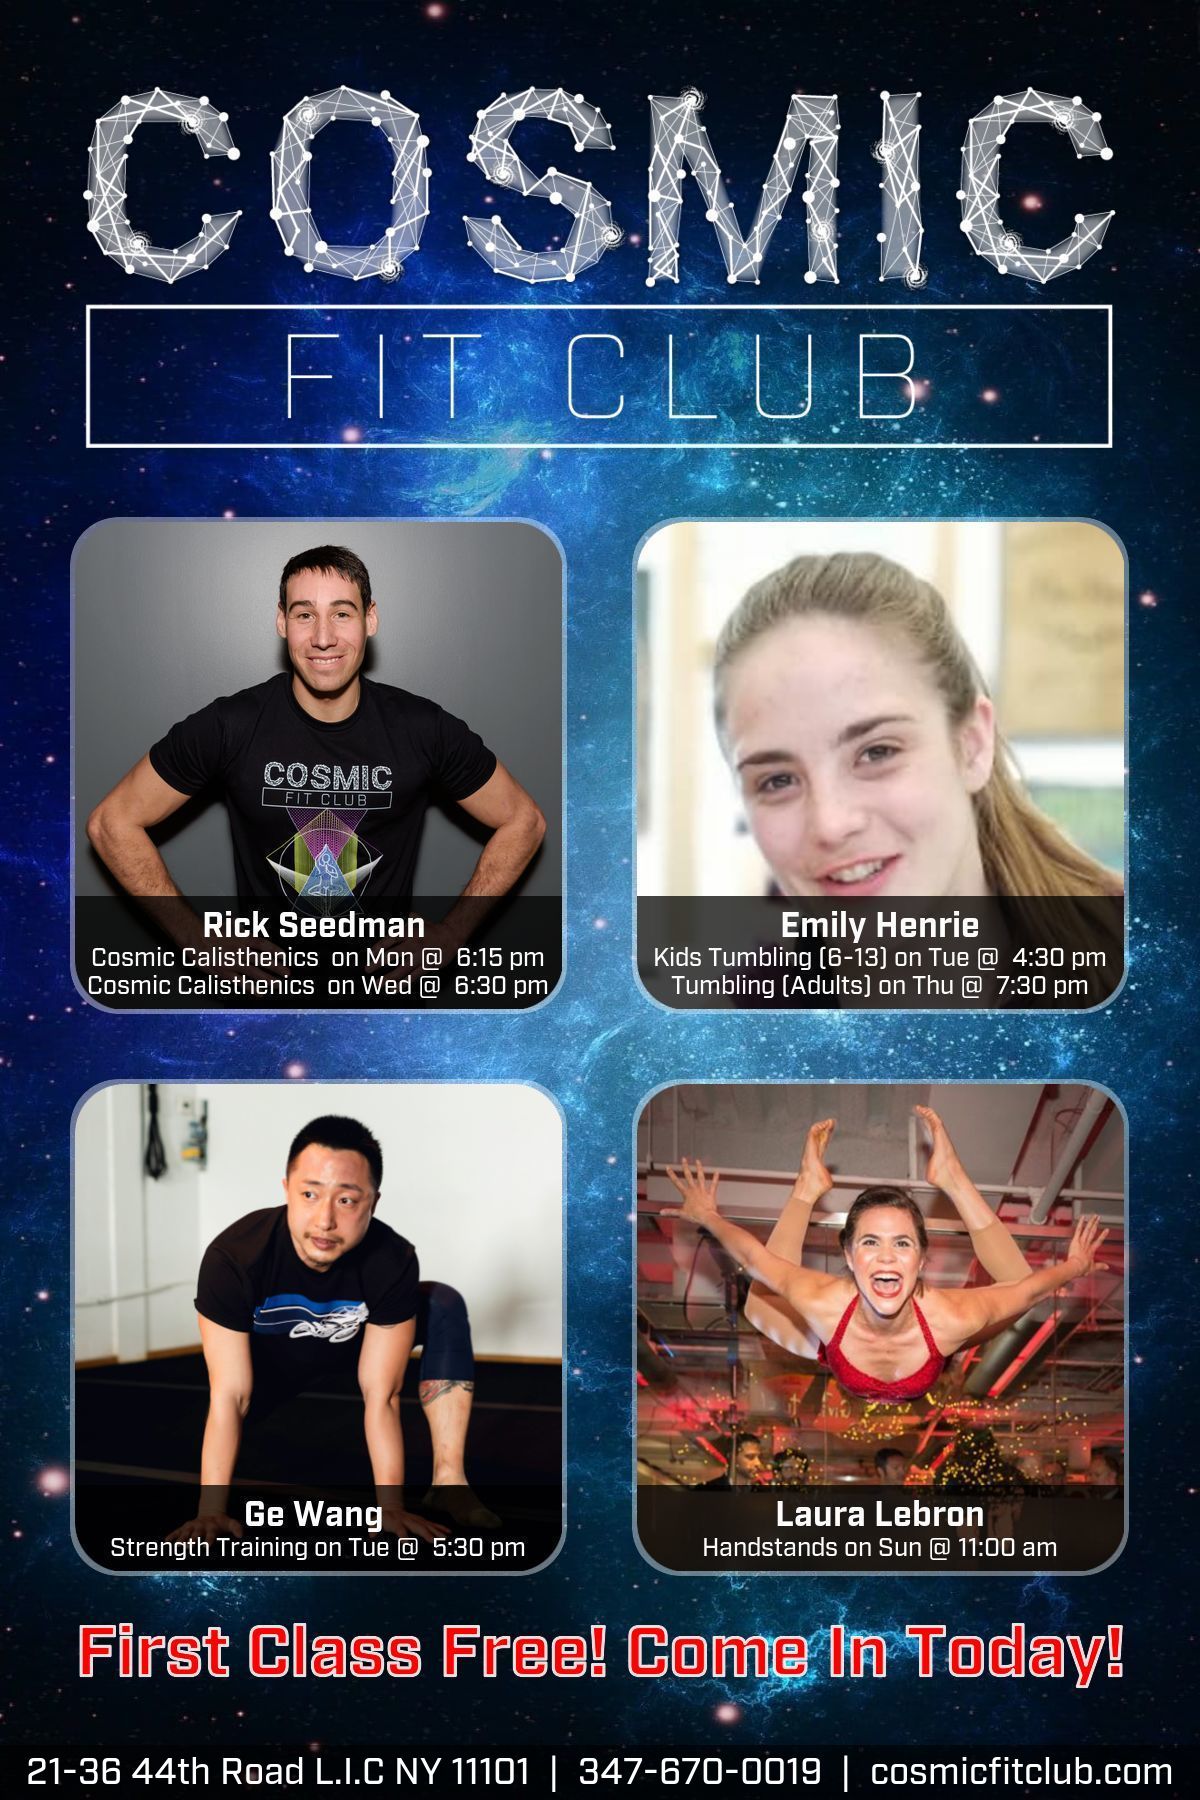 COSMIC
FIT CLUB
COSMIC
FIT CLUB
Rick Seedman
Cosmic Calisthenics on Mon @ 6:15 pm
Cosmic Calisthenics on Wed @ 6:30 pm
Emily Henrie
Kids Tumbling (6-13) on Tue @ 4:30 pm
Tumbling (Adults) on Thu @ 7:30 pm
Ge Wang
Strength Training on Tue @ 5:30 pm
Laura Lebron
Handstands on Sun @ 11:00 am
First Class Free! Come In Today!
21-36 44th Road L.I.C NY 11101 | 347-670-0019 | cosmicfitclub.com